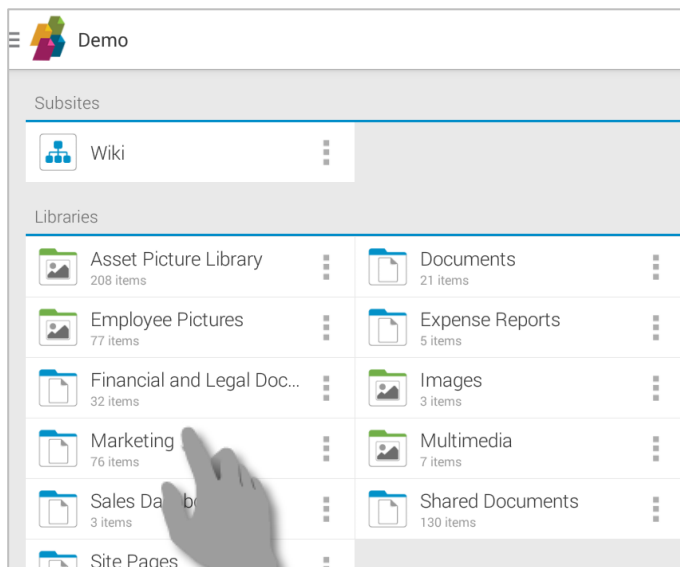 Demo
Subsites
Wiki
Libraries
Asset Picture Library
208 items
Documents
21 items
Employee Pictures
77 items
Expense Reports
5 items
Financial and Legal Doc...
32 items
Images
3 items
Marketing
76 items
Multimedia
7 items
Sales
3 items
Shared Documents
130 items
Site Pages